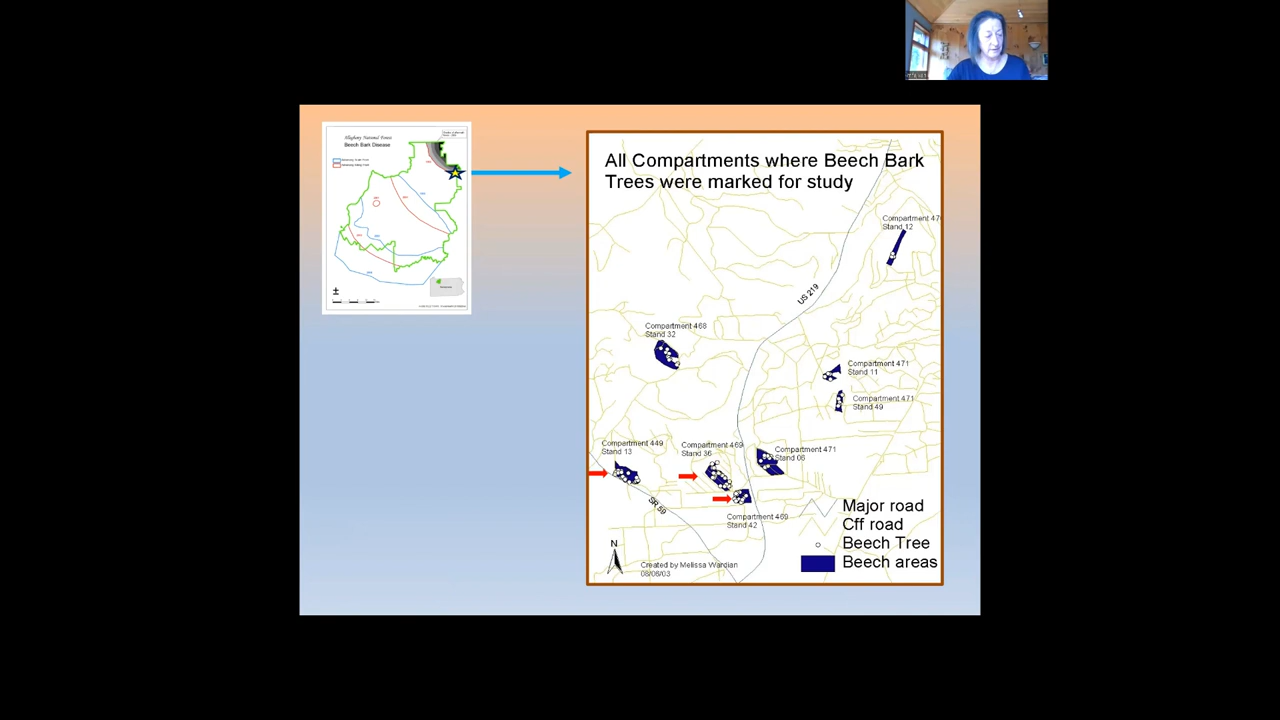 Allegheny National Forest
Beech Bark Disease
All Compartments where Beech Bark
Trees were marked for study
Compartment 470
Stand 12
US 219
Compartment 468
Stand 32
Compartment 471
Stand 11
Compartment 471
Stand 49
Compartment 449
Stand 13
Compartment 469
Stand 36
Compartment 471
Stand 06
SR 59
Compartment 469
Stand 42
Major road
Cff road
Beech Tree
Beech areas
N
Created by Melissa Wardian
08/06/03